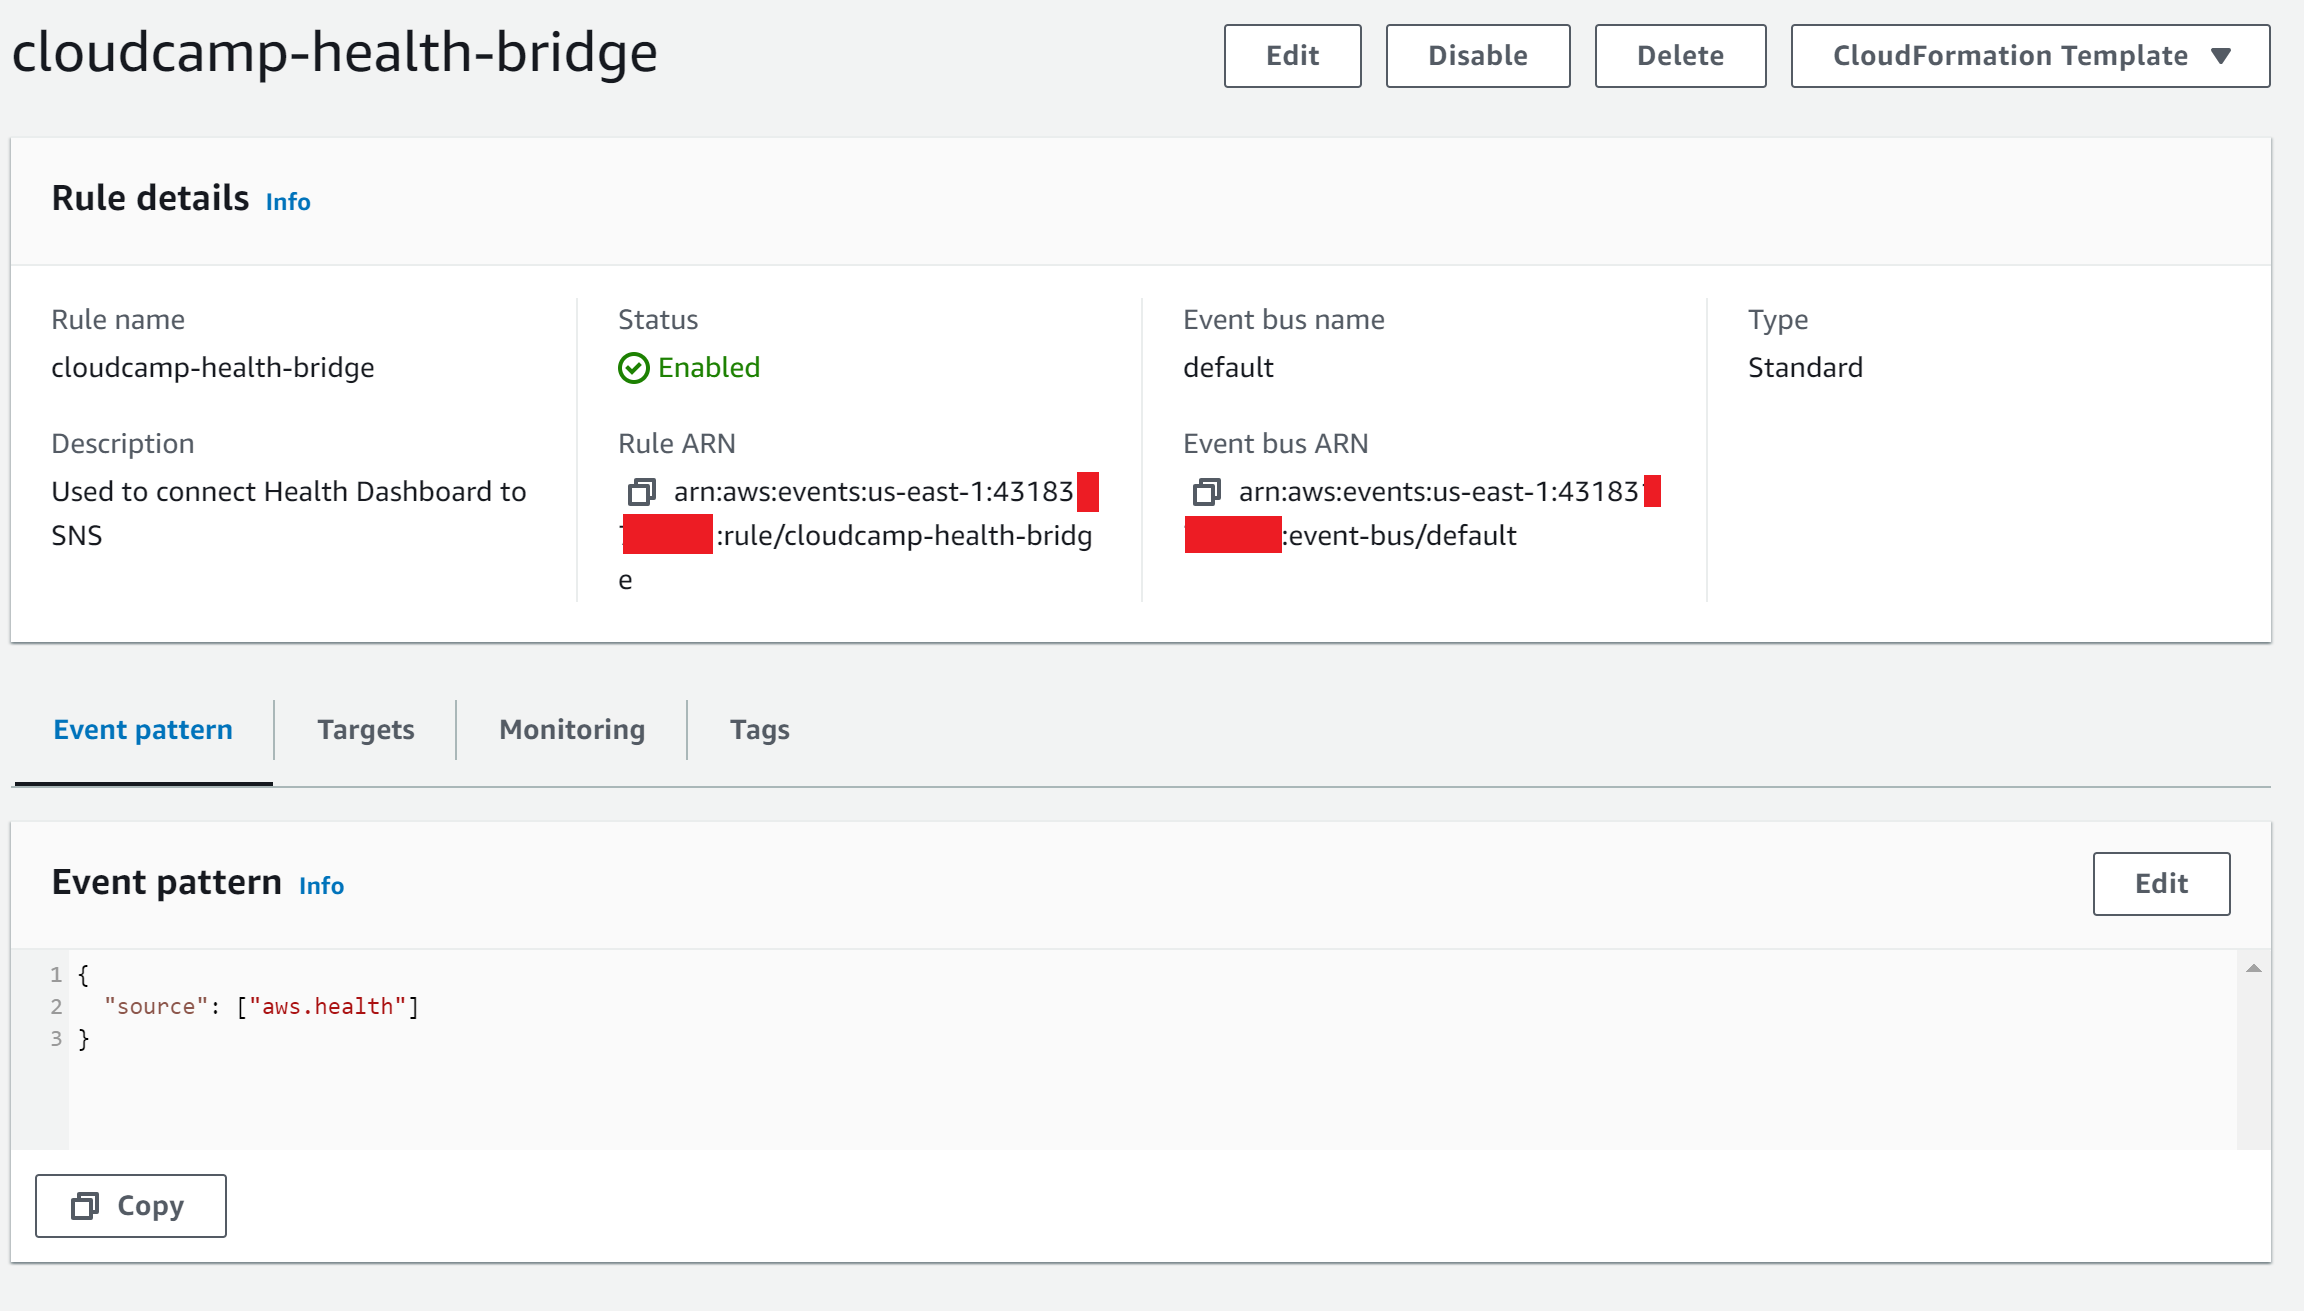 cloudcamp-health-bridge
Edit
Disable
Delete
CloudFormation Template
Rule details Info
Rule name
cloudcamp-health-bridge
Description
Used to connect Health Dashboard to
SNS
Status
Enabled
Rule ARN
arn:aws:events:us-east-1:43183
:rule/cloudcamp-health-bridg
e
Event bus name
default
Event bus ARN
arn:aws:events:us-east-1:43183
:event-bus/default
Type
Standard
Event pattern
Targets
Monitoring
Tags
Event pattern Info
Edit
1 {
2 "source": ["aws.health"]
3 }
Copy